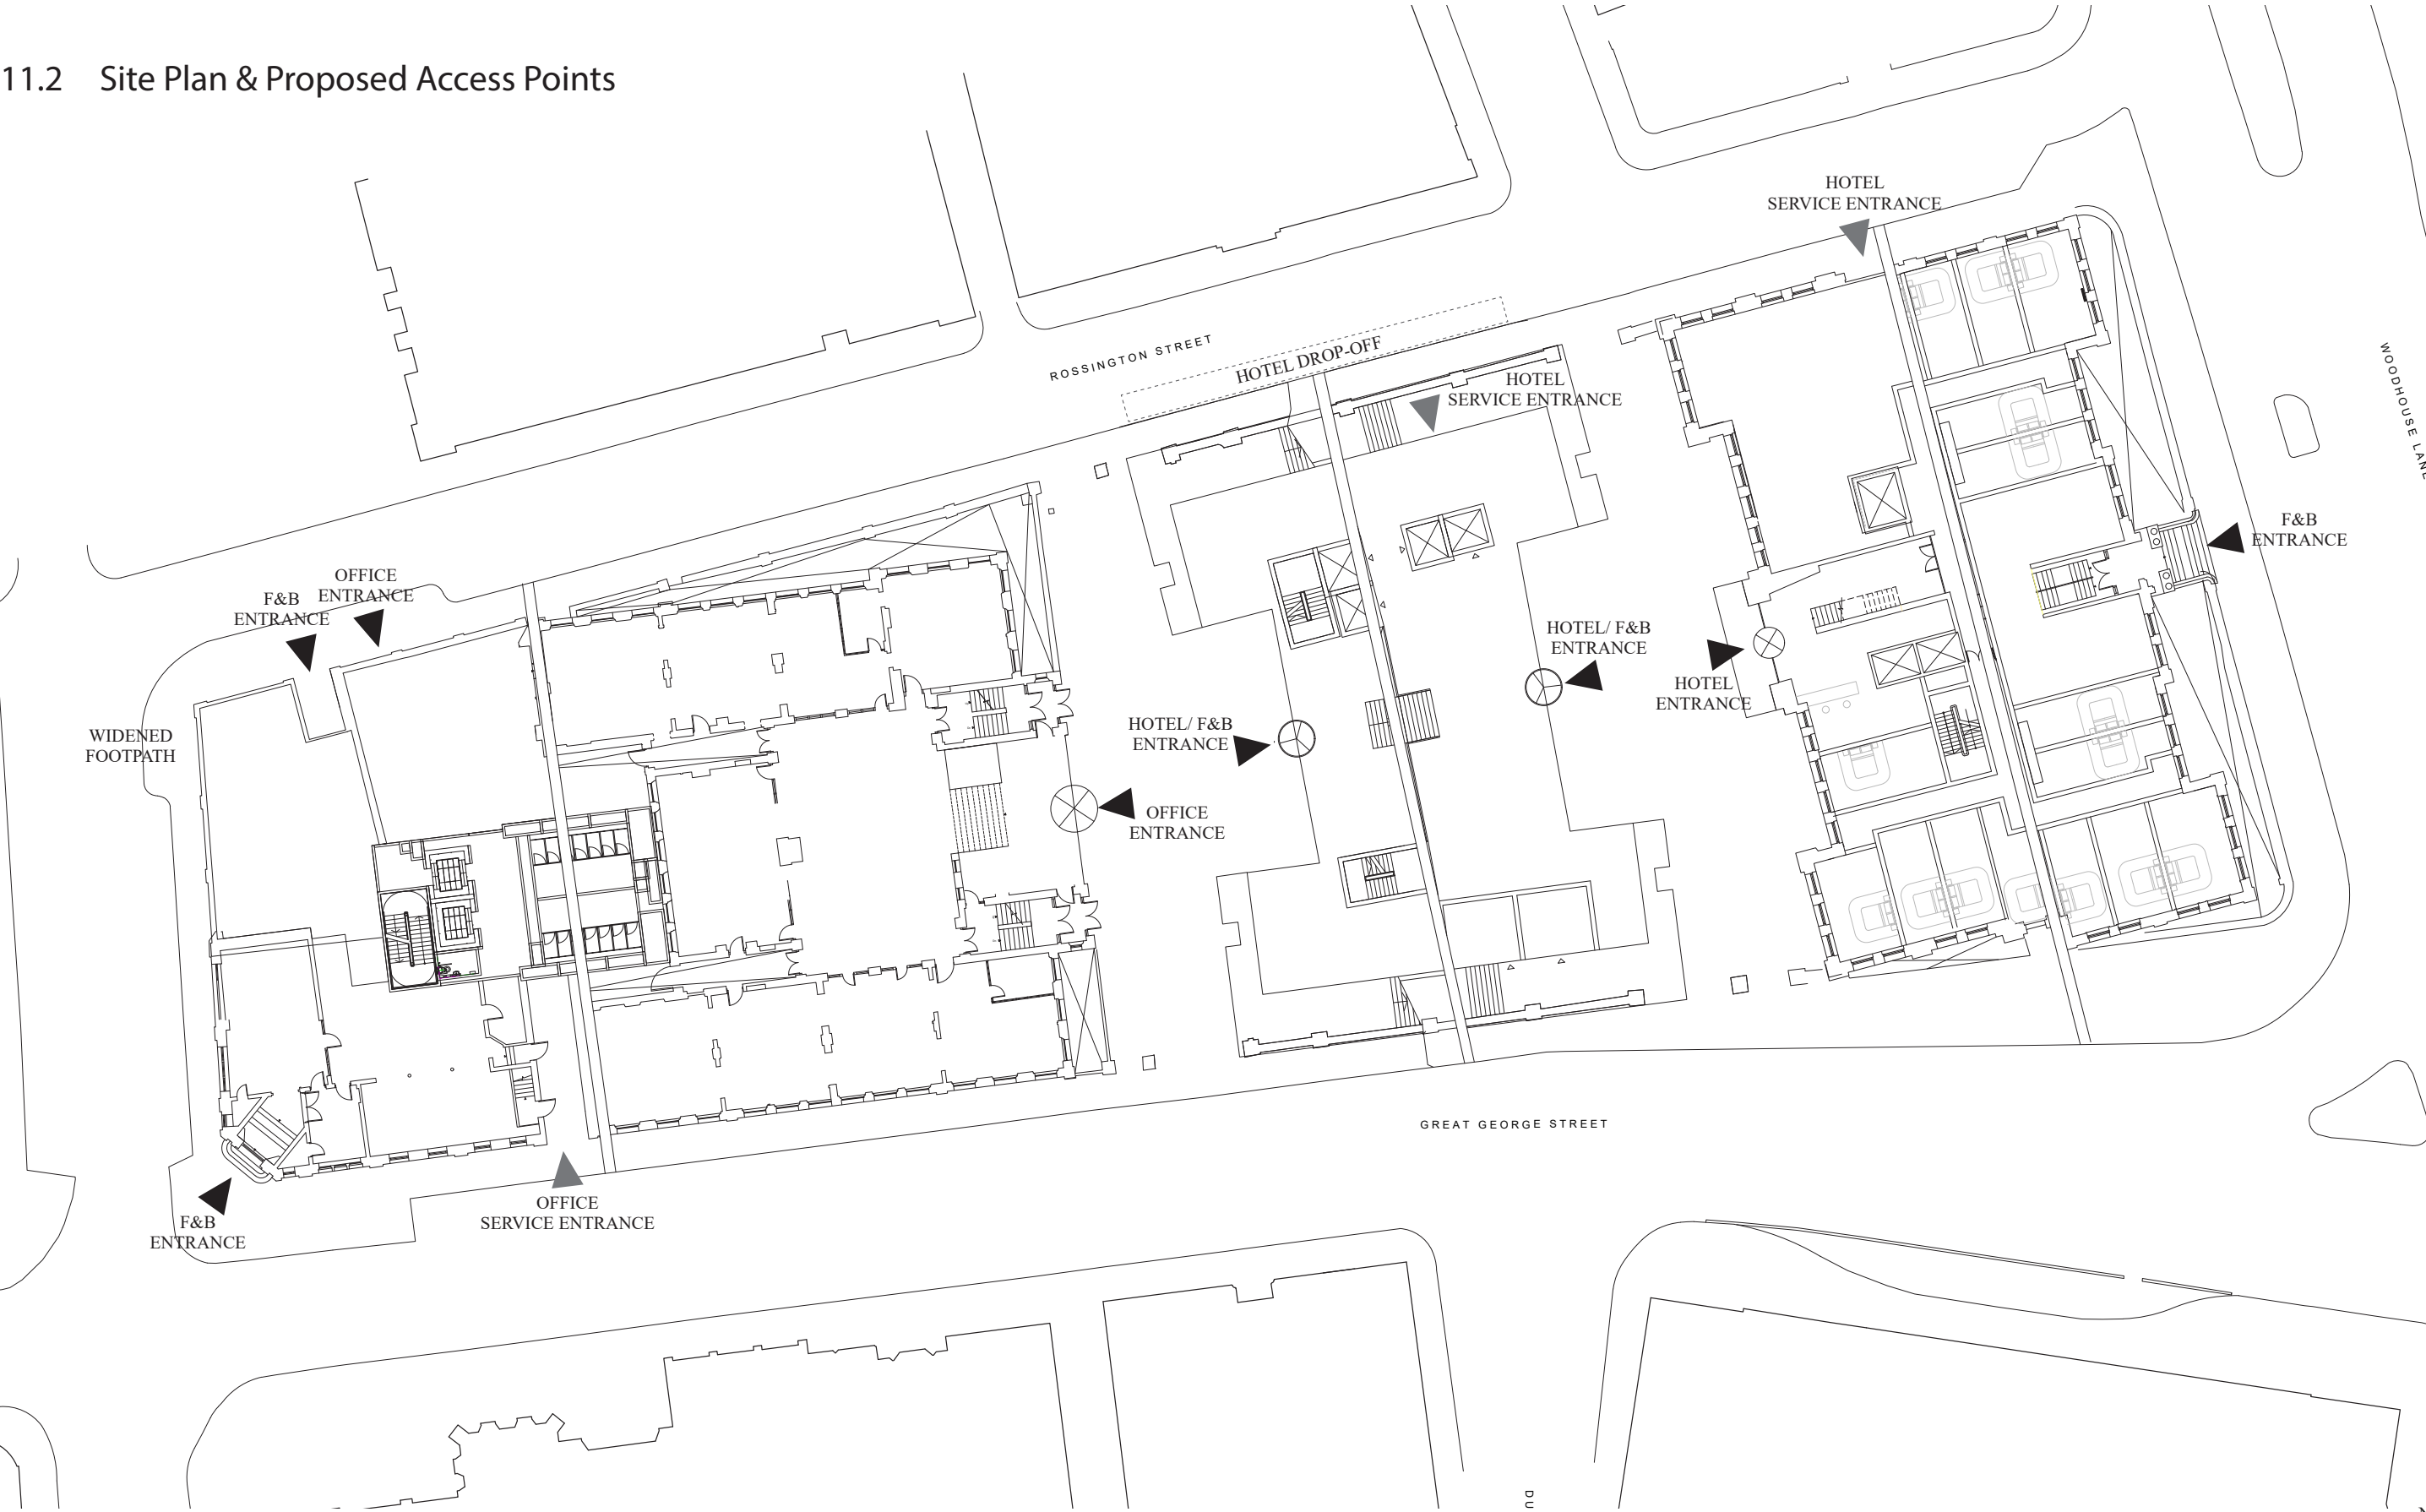 11.2 Site Plan & Proposed Access Points
HOTEL
SERVICE ENTRANCE
ROSSINGTON STREET
HOTEL DROP-OFF
HOTEL
SERVICE ENTRANCE
WOODHOUSE LANE
F&B
ENTRANCE
OFFICE
ENTRANCE
F&B
ENTRANCE
HOTEL/ F&B
ENTRANCE
HOTEL
ENTRANCE
HOTEL/ F&B
ENTRANCE
WIDENED
FOOTPATH
OFFICE
ENTRANCE
GREAT GEORGE STREET
OFFICE
SERVICE ENTRANCE
F&B
ENTRANCE
DU